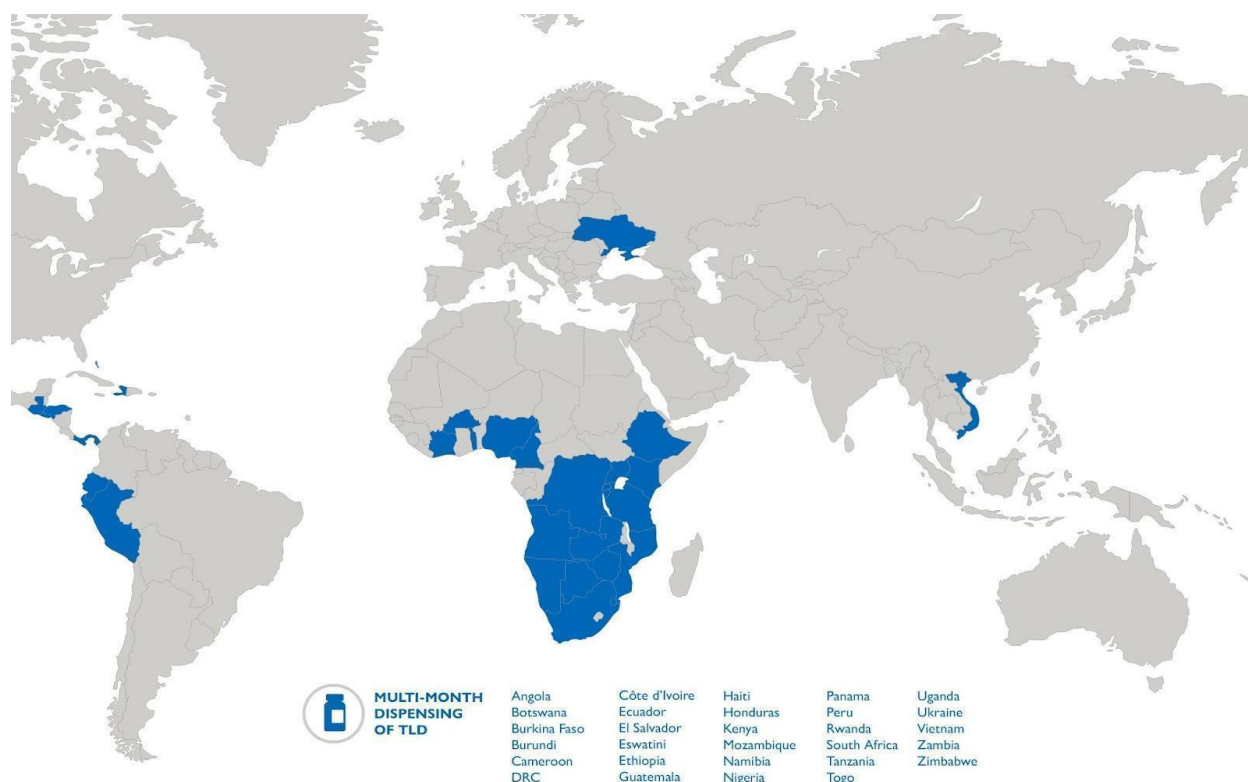 MULTI-MONTH
DISPENSING
OF TLD
Angola
Botswana
Burkina Faso
Burundi
Cameroon
DRC
Côte d'Ivoire
Ecuador
El Salvador
Eswatini
Ethiopia
Guatemala
Haiti
Honduras
Kenya
Mozambique
Namibia
Nigeria
Panama
Peru
Rwanda
South Africa
Tanzania
Togo
Uganda
Ukraine
Vietnam
Zambia
Zimbabwe